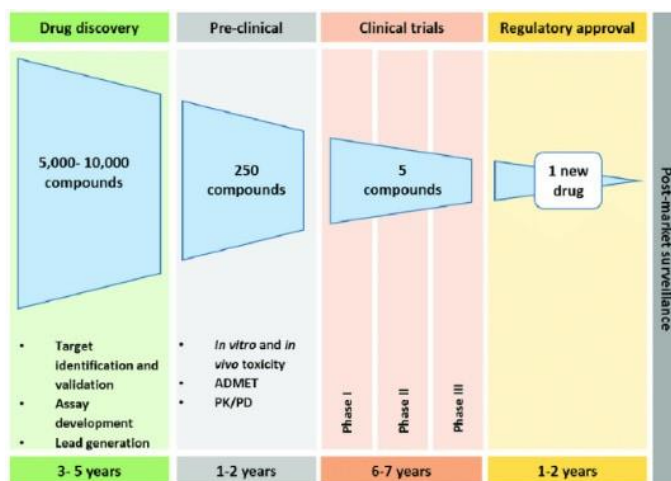 Drug discovery
Pre-clinical
Clinical trials
Regulatory approval
5,000- 10,000
compounds
250
compounds
5
compounds
1 new
drug
Post-market surveillance
• Target
identification and
validation
• Assay
development
• Lead generation
• In vitro and in
vivo toxicity
• ADMET
• PK/PD
Phase I
Phase II
Phase III
3- 5 years
1-2 years
6-7 years
1-2 years